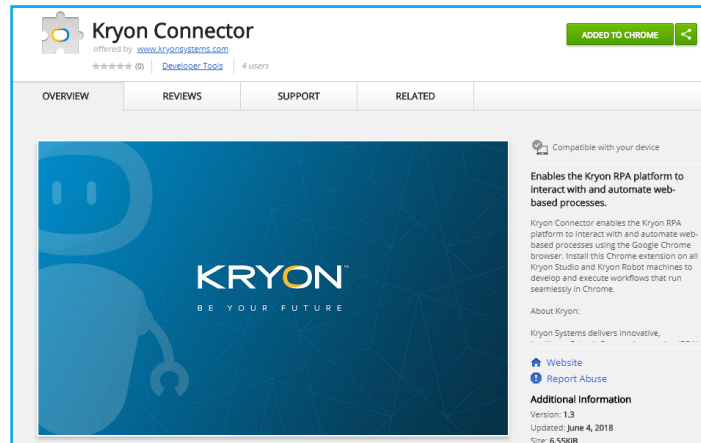 Kryon Connector
offered by www.kryonsystems.com
(0) Developer Tools 4 users
ADDED TO CHROME
OVERVIEW REVIEWS SUPPORT RELATED
KRYON™
BE YOUR FUTURE
Compatible with your device
Enables the Kryon RPA platform to
interact with and automate web-
based processes.
Kryon Connector enables the Kryon RPA
platform to interact with and automate web-
based processes using the Google Chrome
browser. Install this Chrome extension on all
Kryon Studio and Kryon Robot machines to
develop and execute workflows that run
seamlessly in Chrome.
About Kryon:
Kryon Systems delivers innovative,
Website
Report Abuse
Additional Information
Version: 1.3
Updated: June 4, 2018
Size: 6.55KiB